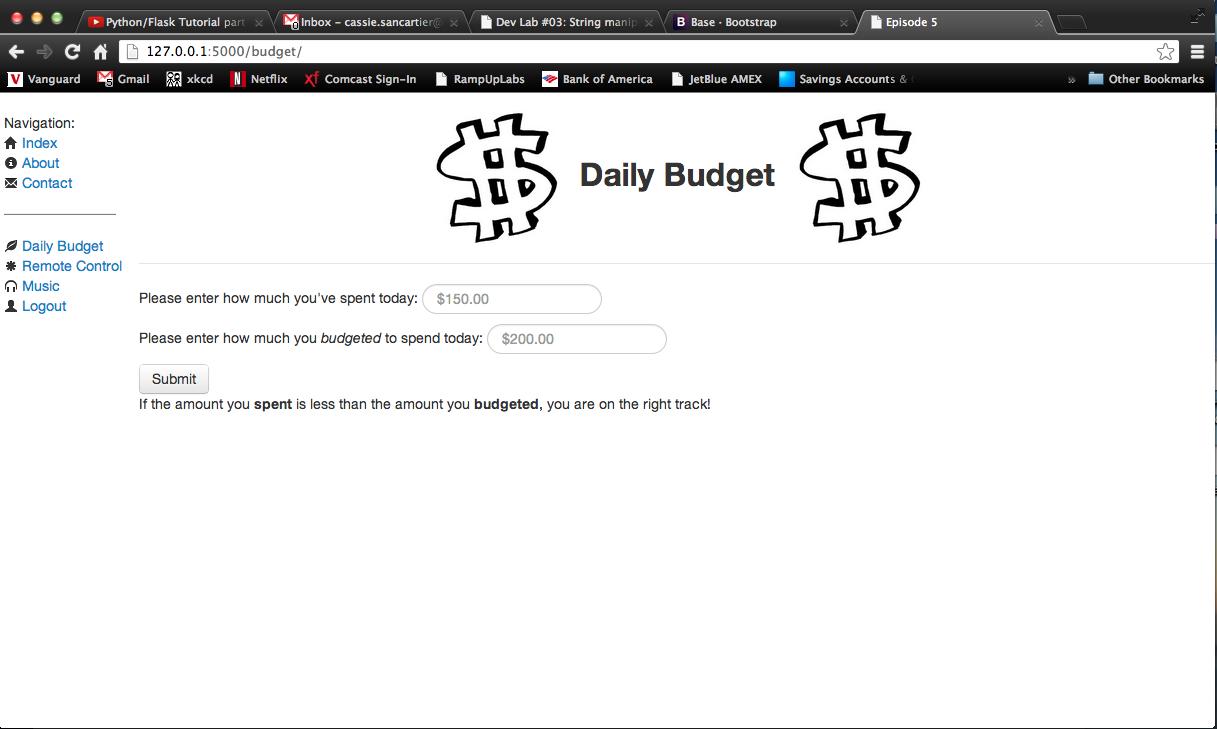 Python/Flask Tutorial part
Inbox – cassie.sancartier@
Dev Lab #03: String manip
B Base · Bootstrap
Episode 5
127.0.0.1:5000/budget/
V Vanguard
Gmail
xkcd
N Netflix
Xf Comcast Sign-In
RampUpLabs
Bank of America
JetBlue AMEX
Savings Accounts &
»
Other Bookmarks
Navigation:
Index
About
Contact
Daily Budget
Remote Control
Music
Logout
$ Daily Budget $
Please enter how much you've spent today: $150.00
Please enter how much you budgeted to spend today: $200.00
Submit
If the amount you spent is less than the amount you budgeted, you are on the right track!